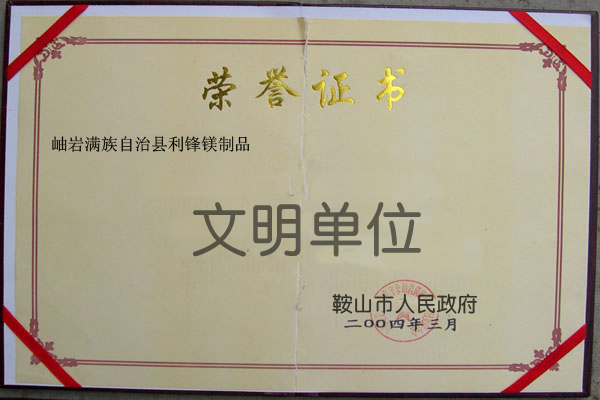 荣誉证书
岫岩满族自治县利锋镁制品
文明单位
鞍山市人民政府
二〇〇四年三月